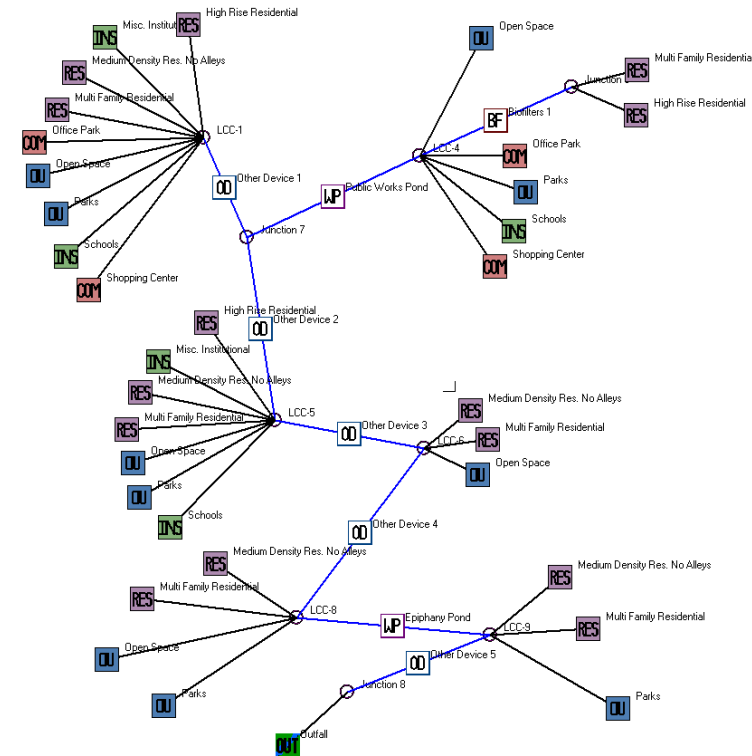 High Rise Residential
RES
Misc. Institut
INS
Open Space
OU
Medium Density Res. No Alleys
RES
Multi Family Residentia
RES
Junction
Multi Family Residential
RES
High Rise Residential
RES
Biofilters 1
BF
Office Park
COM
LCC-1
Office Park
COM
LCC-4
Open Space
OU
Other Device 1
OD
Public Works Pond
WP
Parks
OU
Parks
OU
Schools
INS
Junction 7
Schools
INS
Shopping Center
COM
Shopping Center
COM
High Rise Residential
RES
Other Device 2
OD
Misc. Institutional
INS
Medium Density Res. No Alleys
RES
Medium Density Res. No Alleys
RES
Multi Family Residential
RES
LCC-5
Other Device 3
OD
Multi Family Residential
RES
LCC-6
Open Space
OU
Open Space
OU
Parks
OU
Schools
INS
Other Device 4
OD
Medium Density Res. No Alleys
RES
Medium Density Res. No Alleys
RES
Multi Family Residential
RES
LCC-8
Epiphany Pond
WP
LCC-9
Multi Family Residential
RES
Open Space
OU
Other Device 5
OD
Parks
OU
Junction 8
Parks
OU
Outfall
OUT